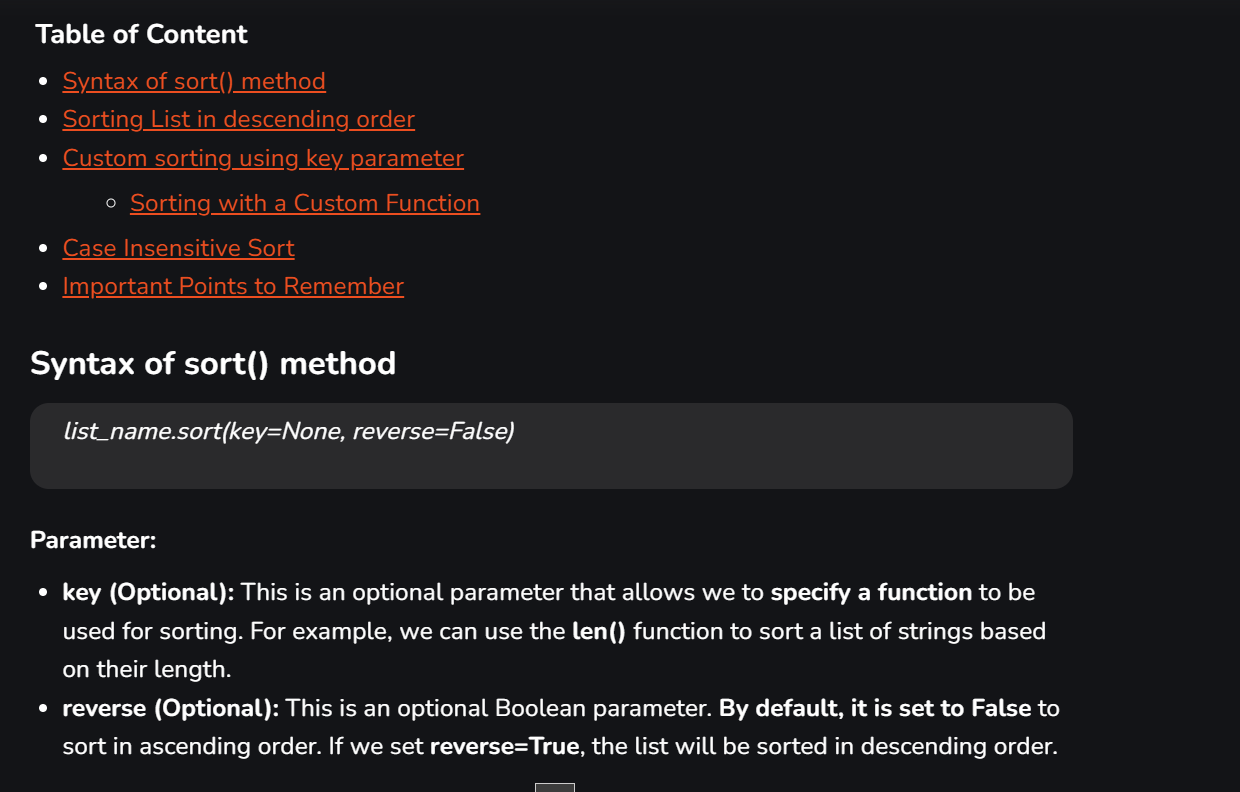 Table of Content
Syntax of sort() method
Sorting List in descending order
Custom sorting using key parameter
Sorting with a Custom Function
Case Insensitive Sort
Important Points to Remember
Syntax of sort() method
list_name.sort(key=None, reverse=False)
Parameter:
key (Optional): This is an optional parameter that allows we to specify a function to be
used for sorting. For example, we can use the len() function to sort a list of strings based
on their length.
reverse (Optional): This is an optional Boolean parameter. By default, it is set to False to
sort in ascending order. If we set reverse=True, the list will be sorted in descending order.